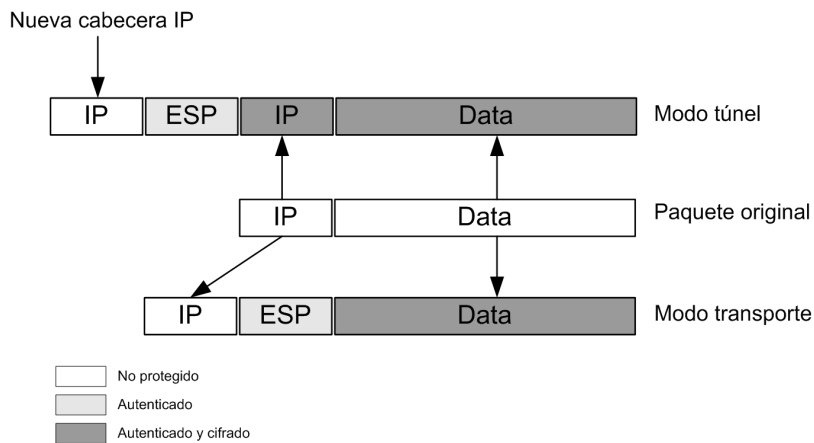 Nueva cabecera IP
IP ESP IP Data Modo túnel
IP Data Paquete original
IP ESP Data Modo transporte
No protegido
Autenticado
Autenticado y cifrado